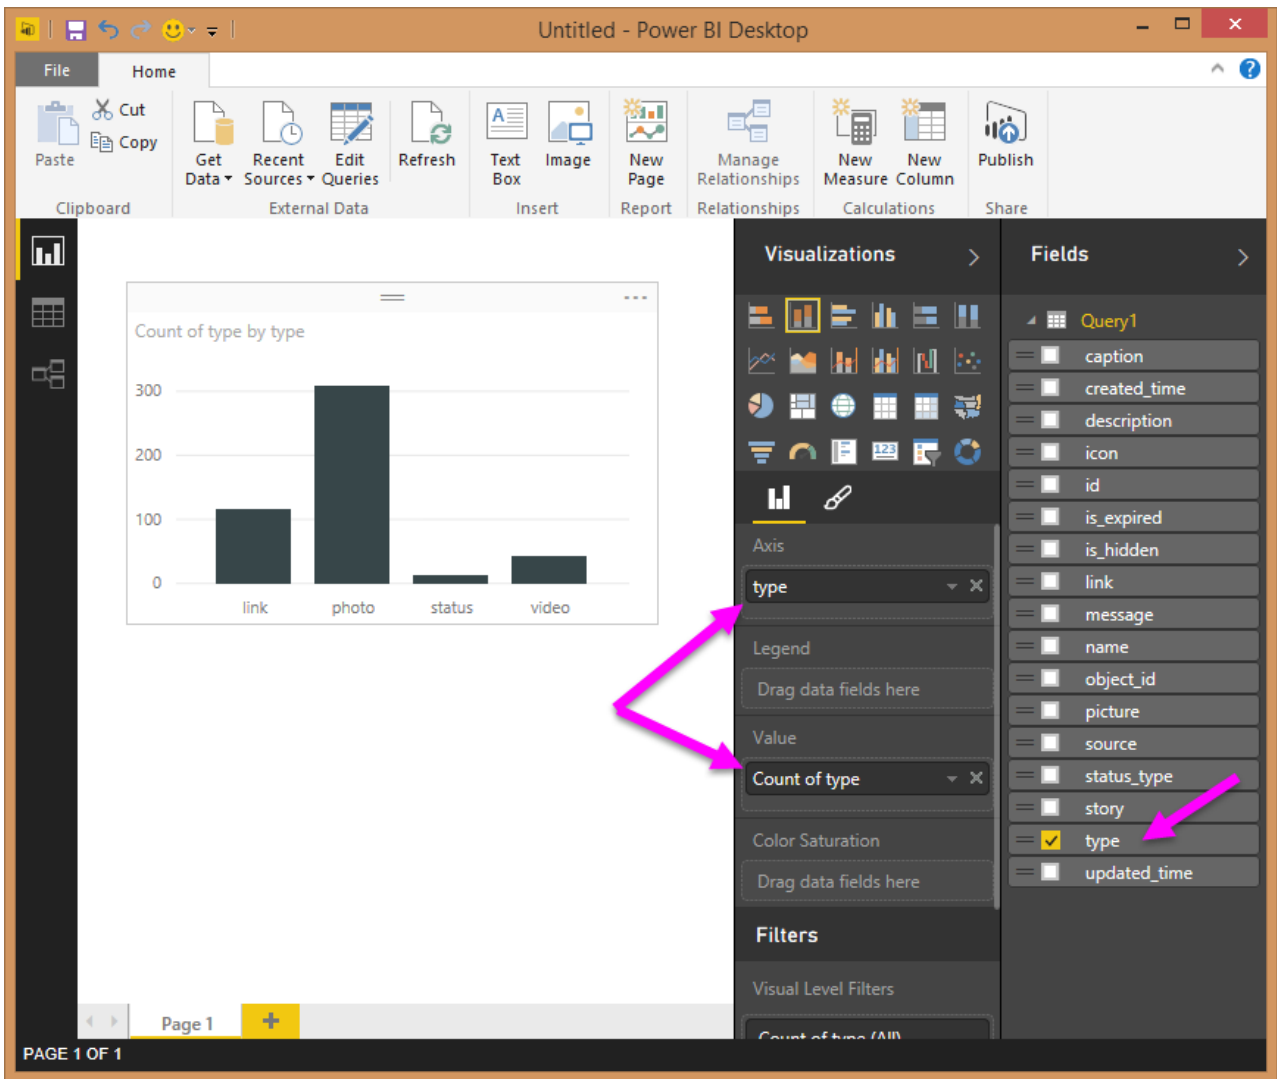 Untitled - Power BI Desktop
File
Home
Paste
Cut
Copy
Get Data
Recent Sources
Edit Queries
Refresh
Text Box
Image
New Page
Manage Relationships
New Measure
New Column
Publish
Clipboard
External Data
Insert
Report
Relationships
Calculations
Share
Count of type by type
300
200
100
0
link
photo
status
video
Visualizations
123
Axis
type
Legend
Drag data fields here
Value
Count of type
Color Saturation
Drag data fields here
Filters
Visual Level Filters
Count of type (All)
Fields
Query1
caption
created_time
description
icon
id
is_expired
is_hidden
link
message
name
object_id
picture
source
status_type
story
type
updated_time
Page 1
PAGE 1 OF 1